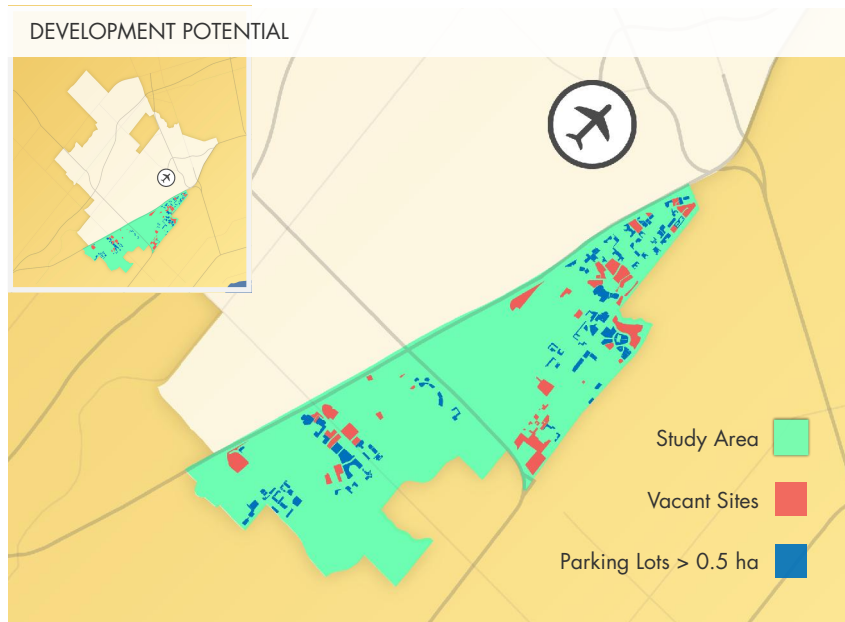 DEVELOPMENT POTENTIAL
Study Area
Vacant Sites
Parking Lots > 0.5 ha